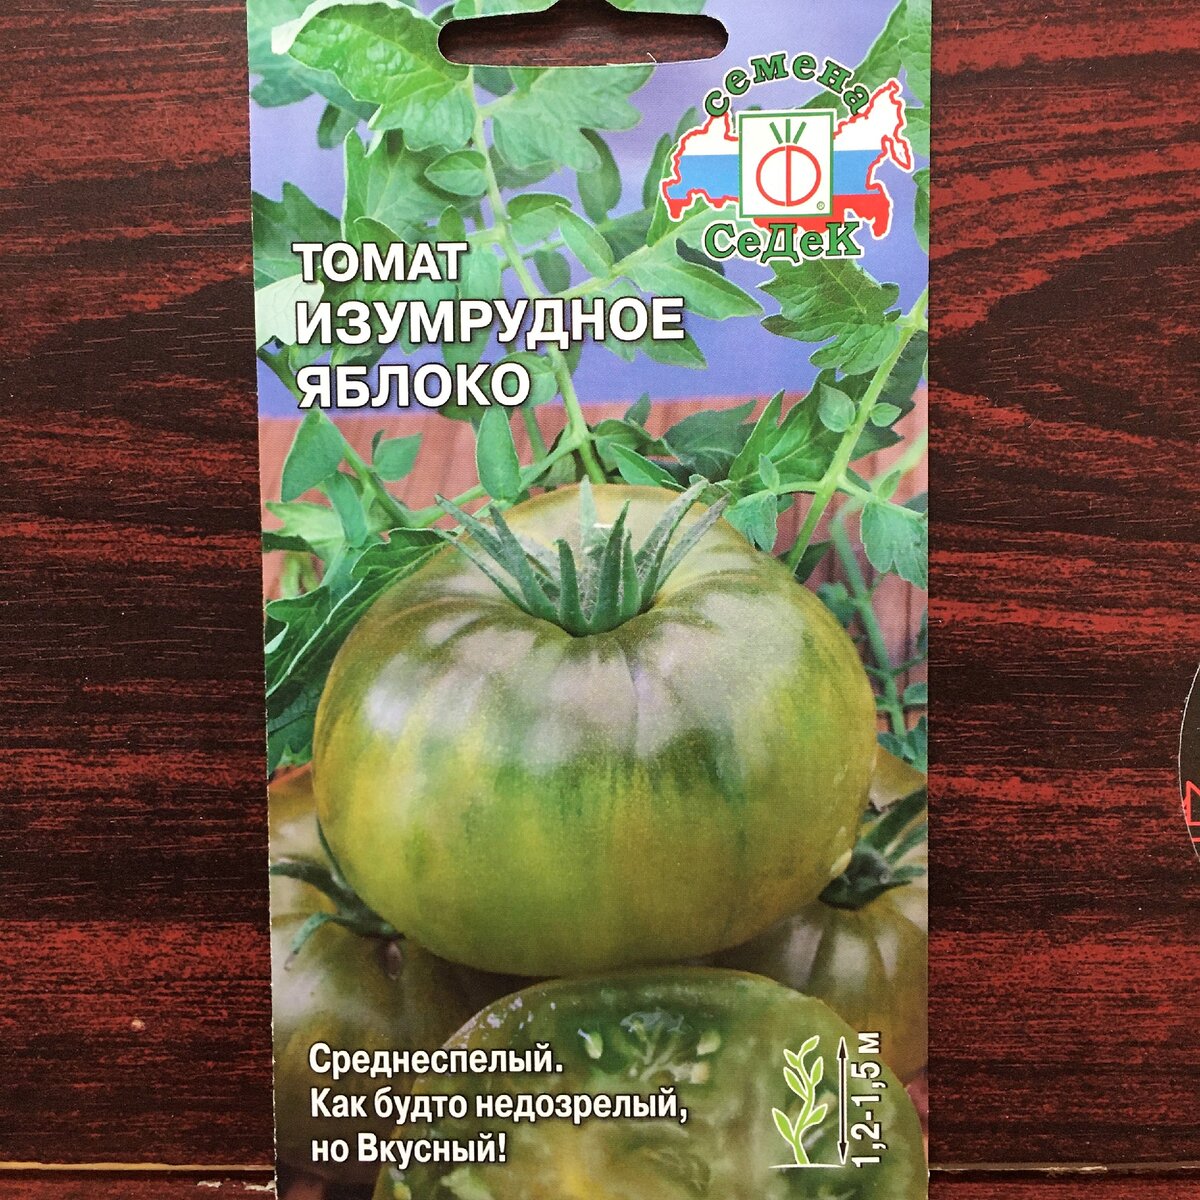 семена
СеДеК
ТОМАТ
ИЗУМРУДНОЕ
ЯБЛОКО
Среднеспелый.
Как будто недозрелый,
но Вкусный!
1,2-1,5 м